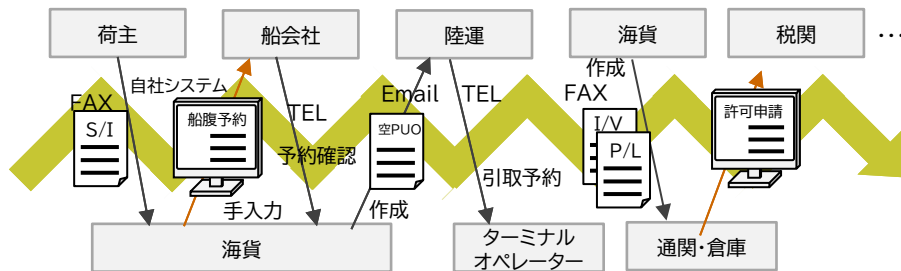 荷主
船会社
陸運
海貨
税関
…
自社システム
作成
FAX
S/I
船腹予約
TEL
Email
空PUO
TEL
FAX
I/V
P/L
許可申請
予約確認
引取予約
手入力
作成
海貨
ターミナル
オペレーター
通関・倉庫